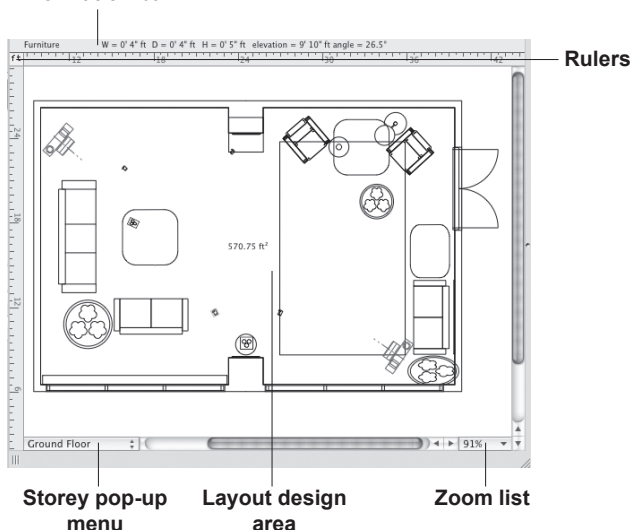 Furniture W = 0' 4" ft D = 0' 4" ft H = 0' 5" ft elevation = 9' 10" ft angle = 26.5°
ft 12 18 24 30 36 42
Rulers
24
18
570.75 ft²
12
6
Ground Floor 91%
Storey pop-up menu
Layout design area
Zoom list